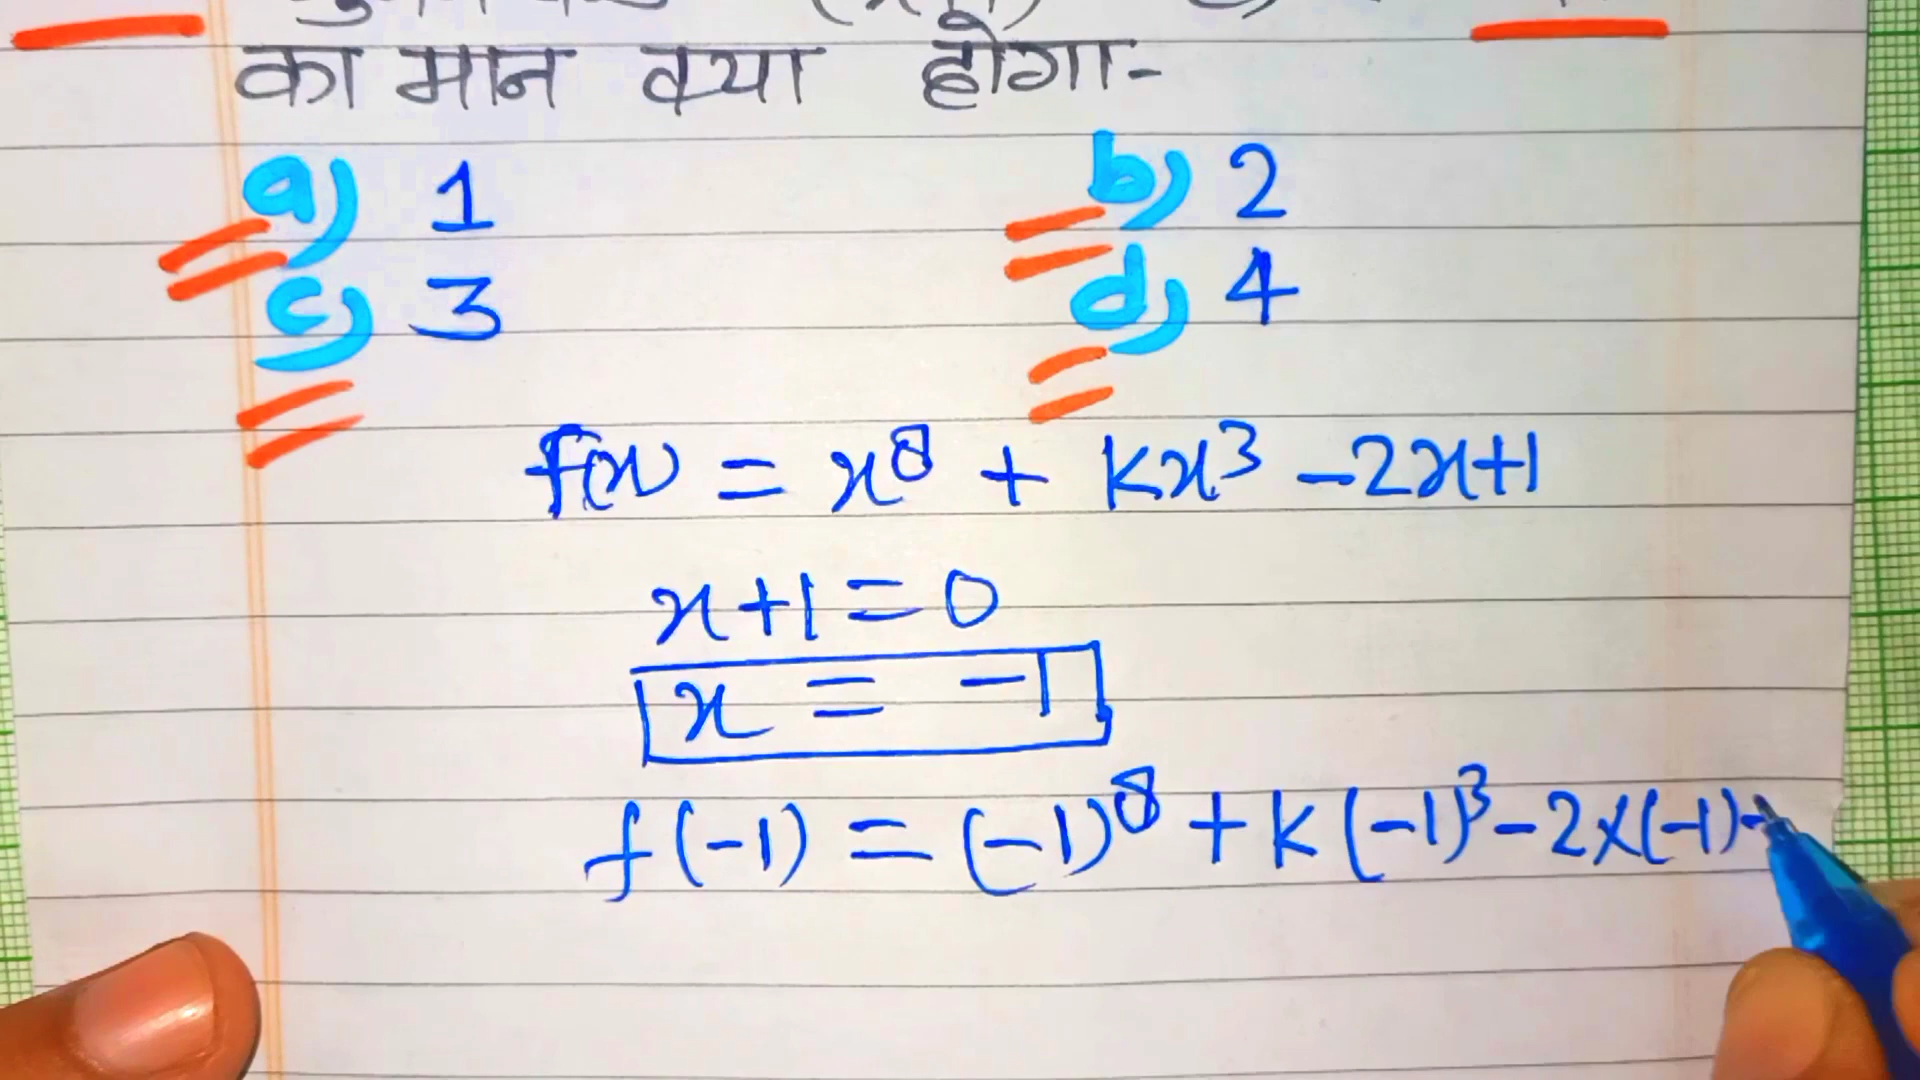 का मान क्या होगा-
a) 1 b) 2
c) 3 d) 4
f(x) = x⁸ + kx³ -2x+1
x+1=0
x = -1
f(-1) = (-1)⁸ + k(-1)³-2×(-1)